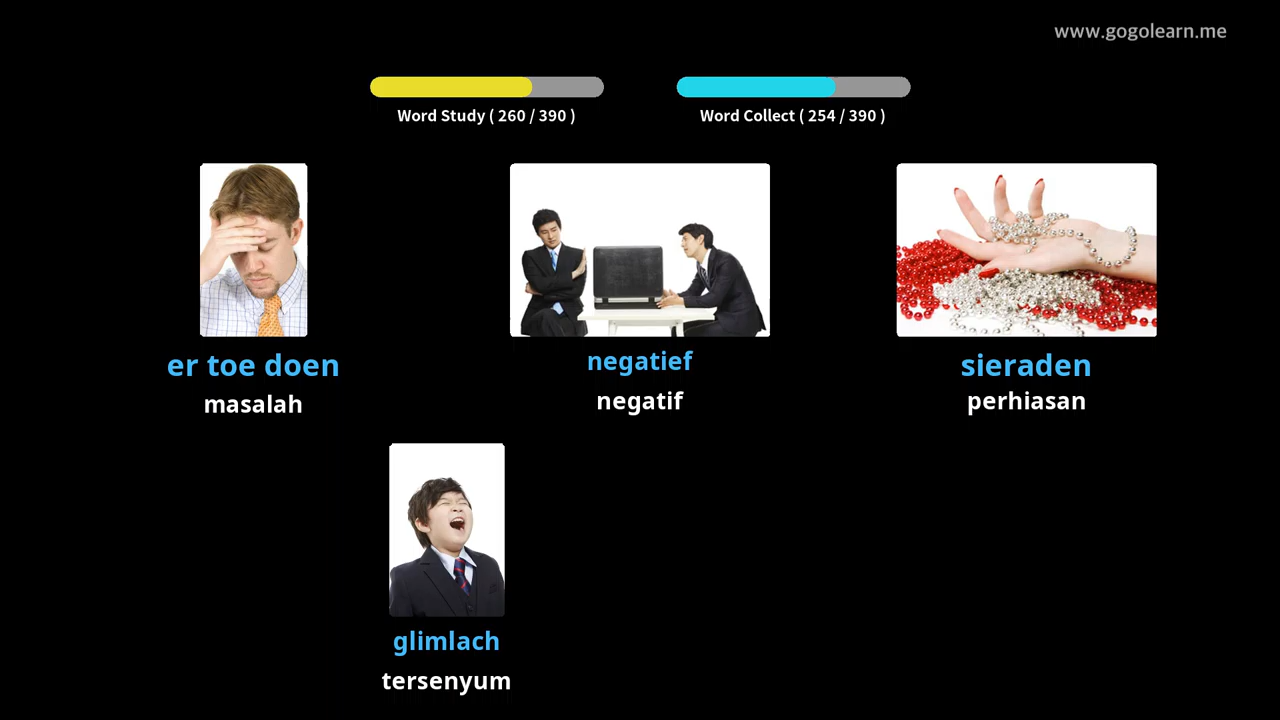 www.gogolearn.me
Word Study ( 260 / 390 )
Word Collect ( 254 / 390 )
er toe doen
masalah
negatief
negatif
sieraden
perhiasan
glimlach
tersenyum